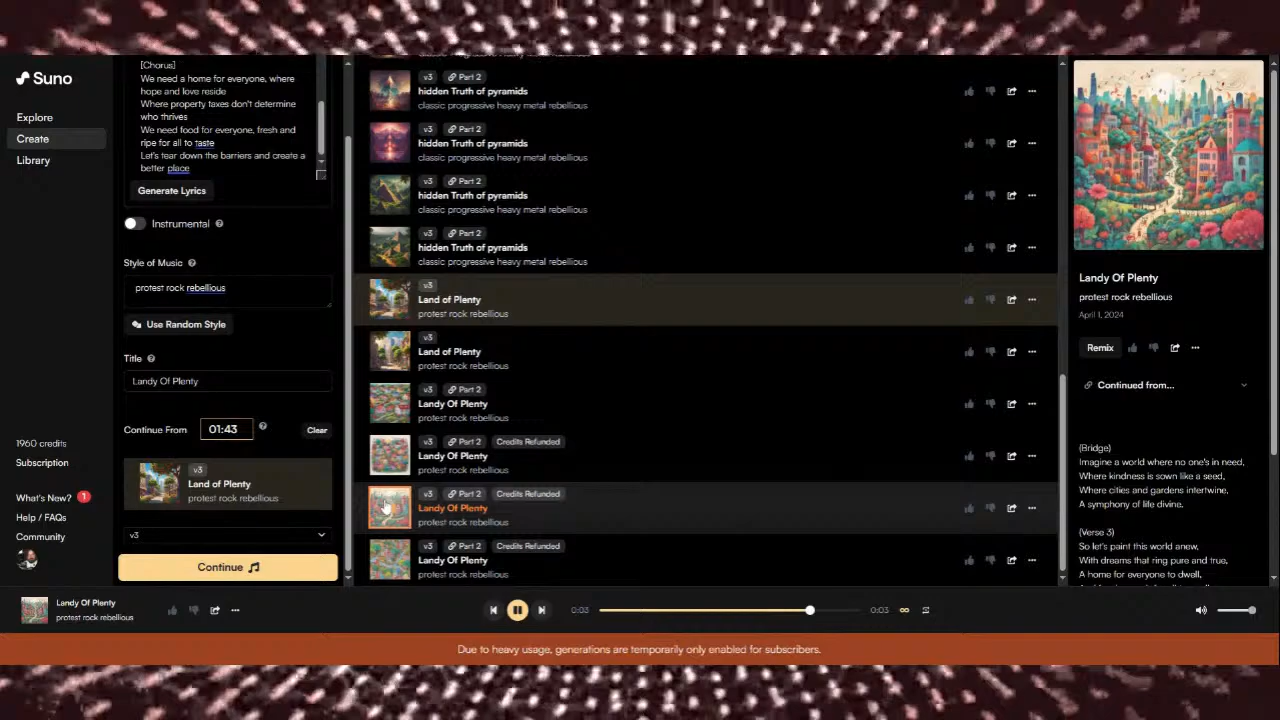 Suno
Explore
Create
Library
1960 credits
Subscription
What's New? 1
Help / FAQs
Community
[Chorus]
We need a home for everyone, where
hope and love reside
Where property taxes don't determine
who thrives
We need food for everyone, fresh and
ripe for all to taste
Let's tear down the barriers and create a
better place
Generate Lyrics
Instrumental
Style of Music
protest rock rebellious
Use Random Style
Title
Landy Of Plenty
Continue From 01:43 Clear
v3
Land of Plenty
protest rock rebellious
v3
Continue
v3 Part 2
hidden Truth of pyramids
classic progressive heavy metal rebellious
v3 Part 2
hidden Truth of pyramids
classic progressive heavy metal rebellious
v3 Part 2
hidden Truth of pyramids
classic progressive heavy metal rebellious
v3 Part 2
hidden Truth of pyramids
classic progressive heavy metal rebellious
v3
Land of Plenty
protest rock rebellious
v3
Land of Plenty
protest rock rebellious
v3 Part 2
Landy Of Plenty
protest rock rebellious
v3 Part 2 Credits Refunded
Landy Of Plenty
protest rock rebellious
v3 Part 2 Credits Refunded
Landy Of Plenty
protest rock rebellious
v3 Part 2 Credits Refunded
Landy Of Plenty
protest rock rebellious
Landy Of Plenty
protest rock rebellious
April 1, 2024
Remix
Continued from...
(Bridge)
Imagine a world where no one's in need,
Where kindness is sown like a seed,
Where cities and gardens intertwine,
A symphony of life divine.
(Verse 3)
So let's paint this world anew,
With dreams that ring pure and true,
A home for everyone to dwell,
Landy Of Plenty
protest rock rebellious
0:03 0:03
Due to heavy usage, generations are temporarily only enabled for subscribers.